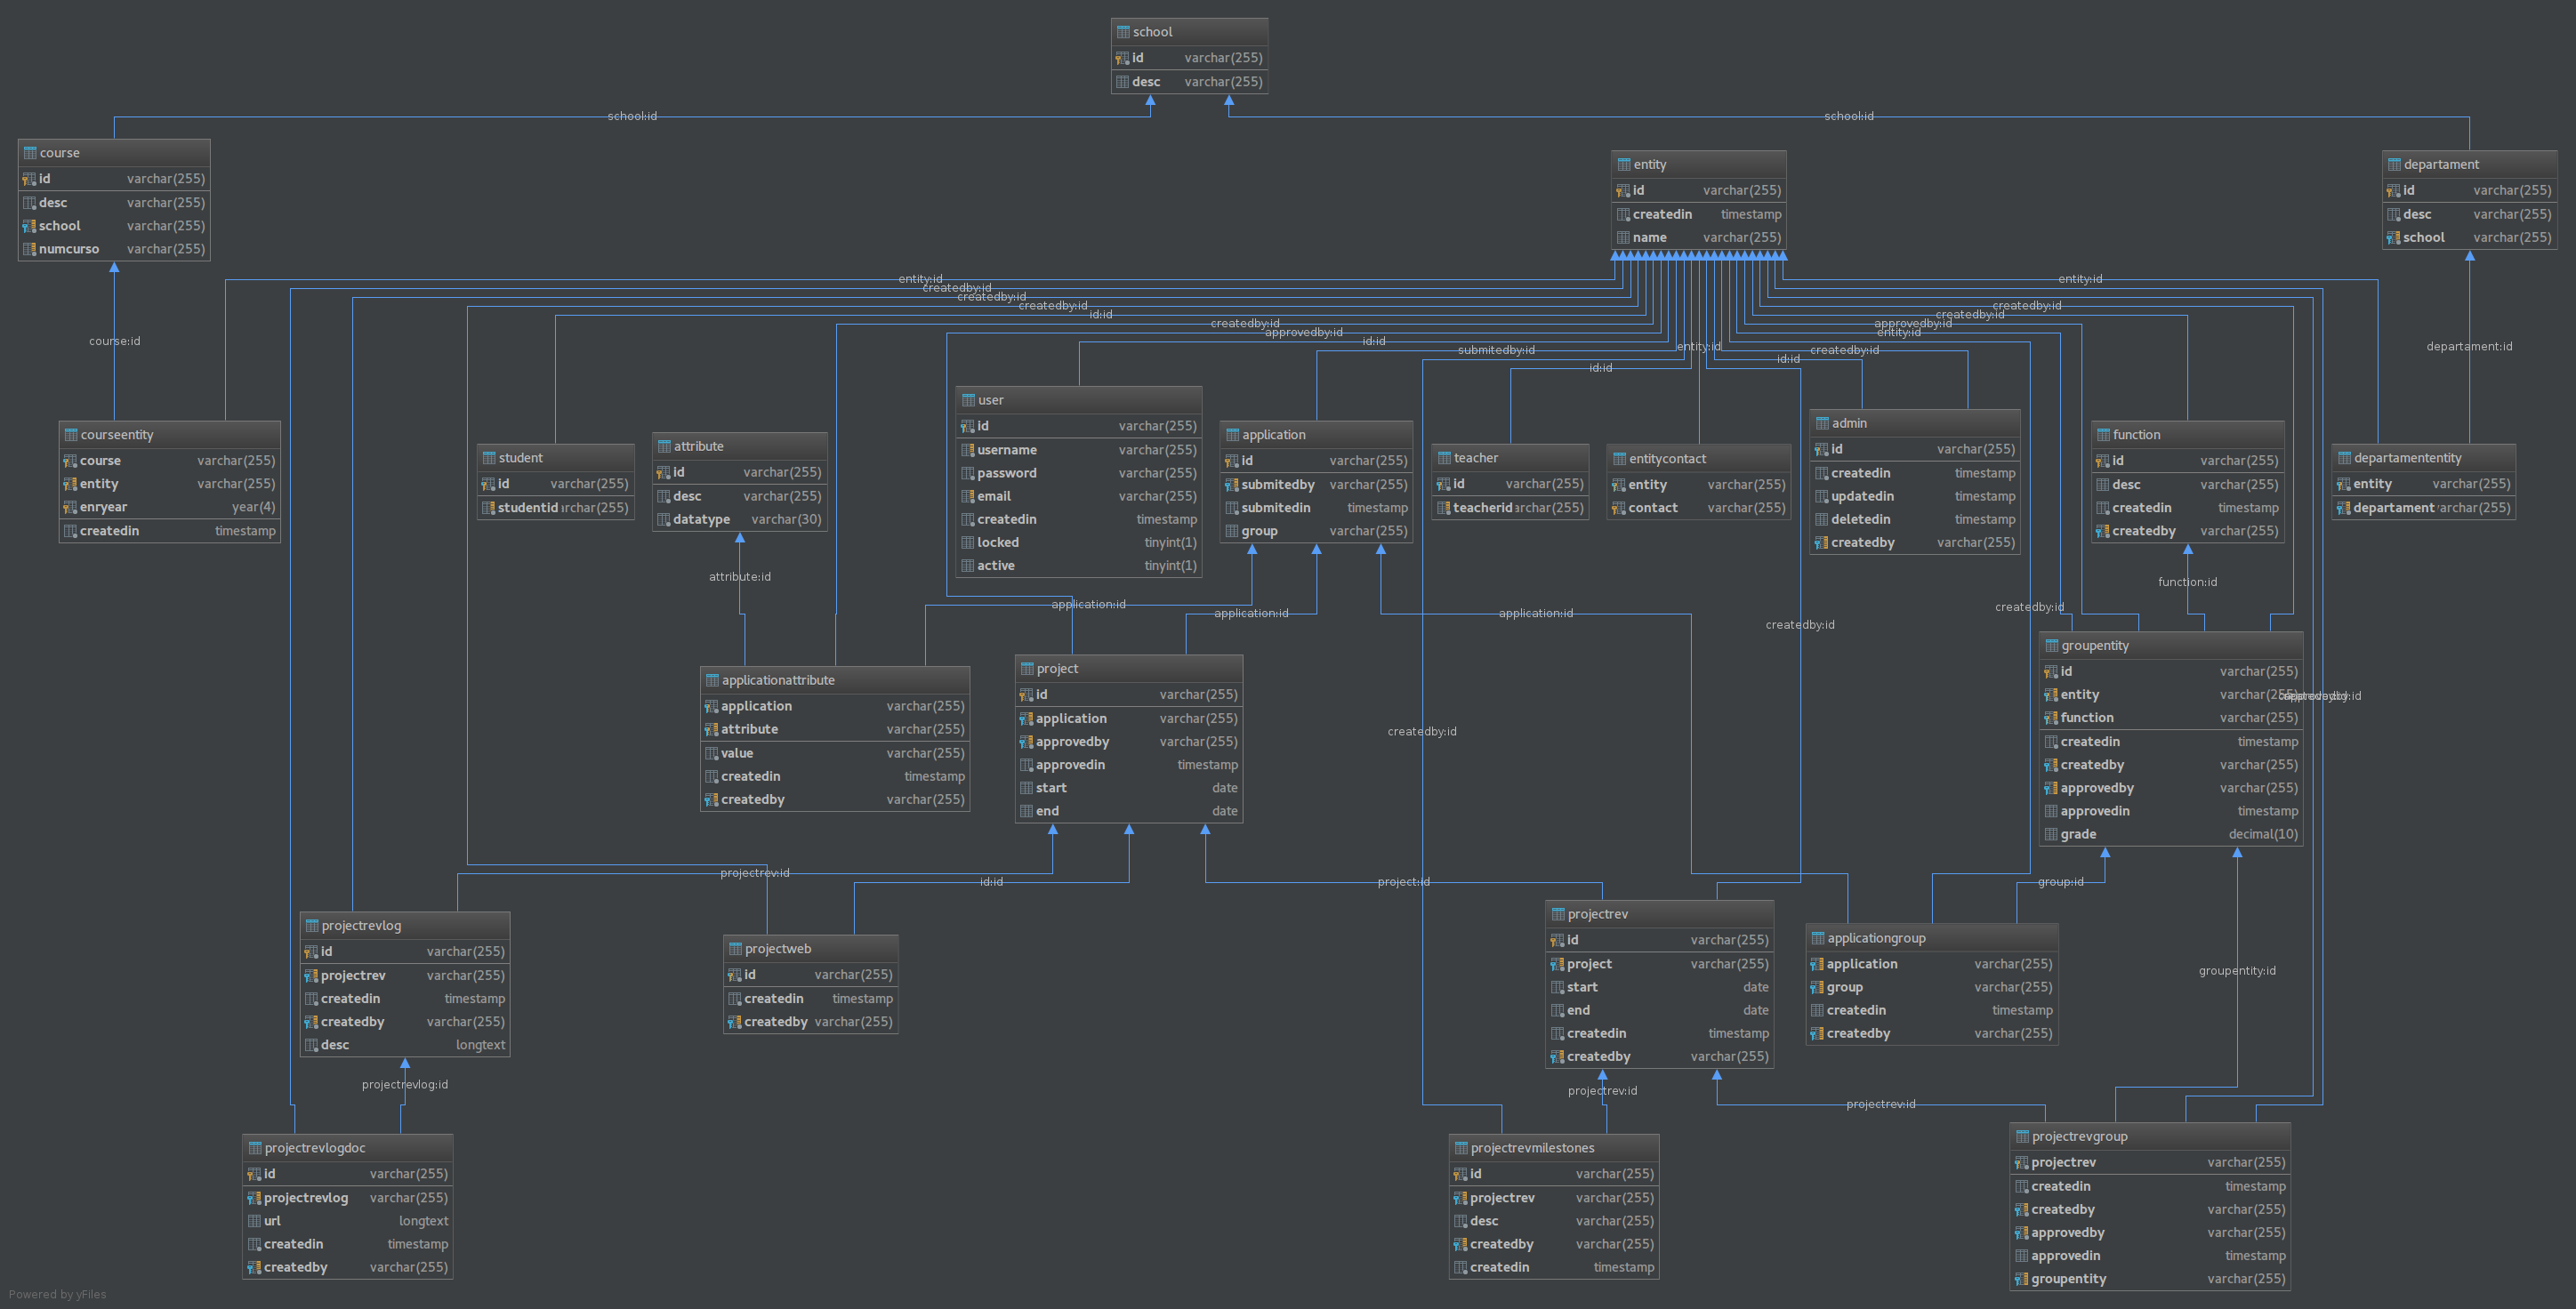 school
id varchar(255)
desc varchar(255)
school:id
school:id
course
id varchar(255)
desc varchar(255)
school varchar(255)
numcurso varchar(255)
entity
id varchar(255)
createdin timestamp
name varchar(255)
departament
id varchar(255)
desc varchar(255)
school varchar(255)
entity:id
createdby:id
createdby:id
createdby:id
id:id
createdby:id
approvedby:id
id:id
submitedby:id
entity:id
id:id
id:id
createdby:id
entity:id
approvedby:id
createdby:id
createdby:id
entity:id
course:id
departament:id
courseentity
course varchar(255)
entity varchar(255)
enryear year(4)
createdin timestamp
student
id varchar(255)
studentid
attribute
id varchar(255)
desc varchar(255)
datatype varchar(30)
user
id varchar(255)
username varchar(255)
password varchar(255)
email varchar(255)
createdin timestamp
locked tinyint(1)
active tinyint(1)
application
id varchar(255)
submitedby varchar(255)
submitedin timestamp
group varchar(255)
teacher
id varchar(255)
teacherid
entitycontact
entity varchar(255)
contact varchar(255)
admin
id varchar(255)
createdin timestamp
updatedin timestamp
deletedin timestamp
createdby varchar(255)
function
id varchar(255)
desc varchar(255)
createdin timestamp
createdby varchar(255)
departamententity
entity varchar(255)
departament
attribute:id
application:id
application:id
application:id
createdby:id
createdby:id
function:id
applicationattribute
application varchar(255)
attribute varchar(255)
value varchar(255)
createdin timestamp
createdby varchar(255)
project
id varchar(255)
application varchar(255)
approvedby varchar(255)
approvedin timestamp
start date
end date
createdby:id
groupentity
id varchar(255)
entity
function varchar(255)
createdin timestamp
createdby varchar(255)
approvedby varchar(255)
approvedin timestamp
grade decimal(10)
projectrev:id
id:id
project:id
group:id
projectrevlog
id varchar(255)
projectrev varchar(255)
createdin timestamp
createdby varchar(255)
desc longtext
projectweb
id varchar(255)
createdin timestamp
createdby varchar(255)
projectrev
id varchar(255)
project varchar(255)
start date
end date
createdin timestamp
createdby varchar(255)
applicationgroup
application varchar(255)
group varchar(255)
createdin timestamp
createdby varchar(255)
groupentity:id
projectrevlog:id
projectrev:id
projectrev:id
projectrevlogdoc
id varchar(255)
projectrevlog varchar(255)
url longtext
createdin timestamp
createdby varchar(255)
projectrevmilestones
id varchar(255)
projectrev varchar(255)
desc varchar(255)
createdby varchar(255)
createdin timestamp
projectrevgroup
projectrev varchar(255)
createdin timestamp
createdby varchar(255)
approvedby varchar(255)
approvedin timestamp
groupentity varchar(255)
Powered by yFiles